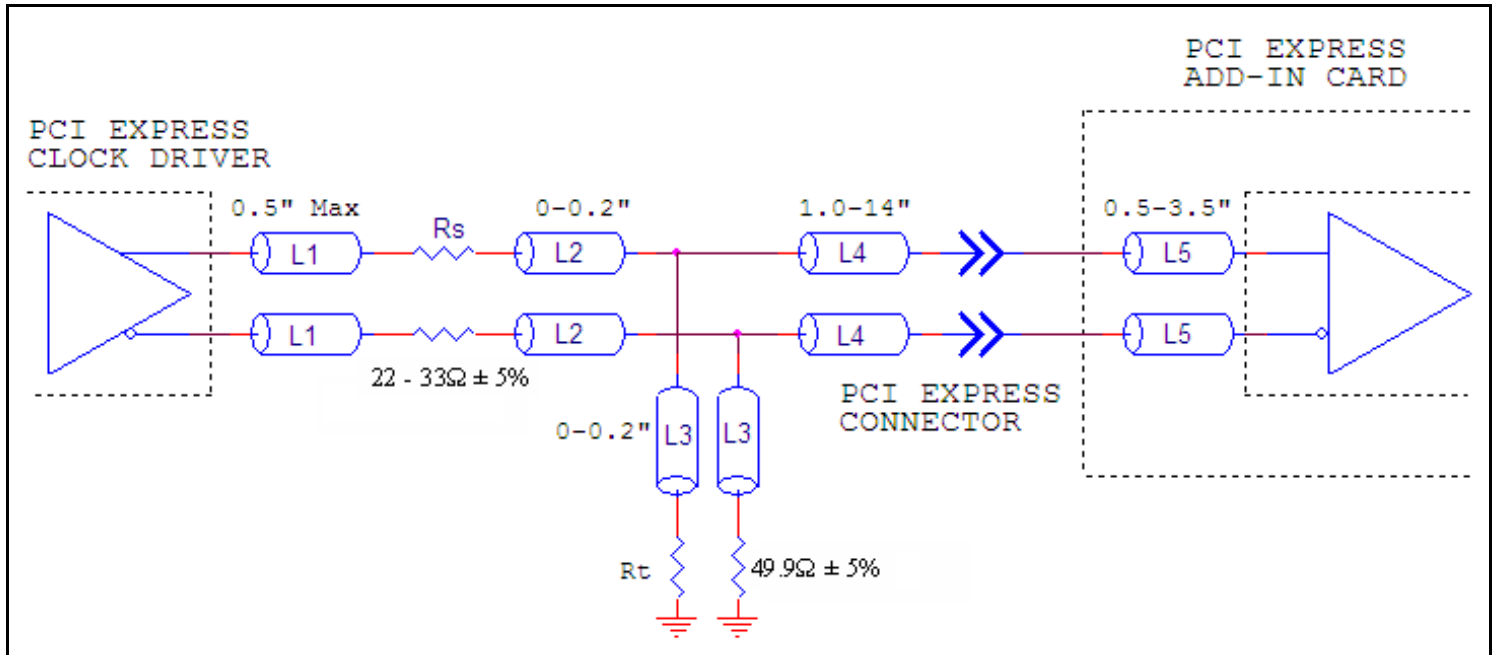 PCI EXPRESS
ADD-IN CARD
PCI EXPRESS
CLOCK DRIVER
0.5" Max
Rs
0-0.2"
1.0-14"
0.5-3.5"
L1
L2
L4
L5
L1
L2
L4
L5
22 - 33Ω ± 5%
PCI EXPRESS
CONNECTOR
0-0.2"
L3
L3
Rt
49.9Ω ± 5%